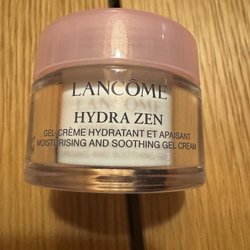 LANCÔME
HYDRA ZEN
GEL-CRÈME HYDRATANT ET APAISANT
MOISTURISING AND SOOTHING GEL CREAM